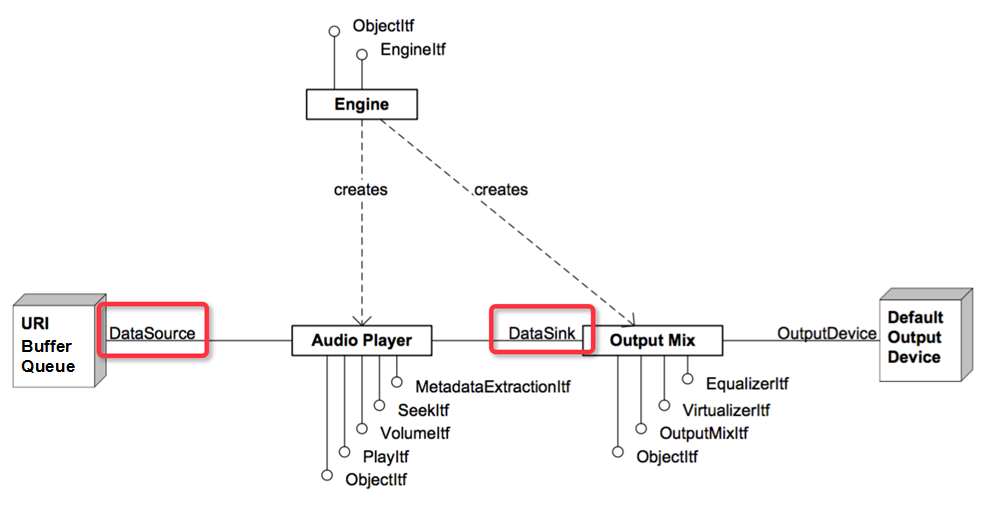 ObjectItf
EngineItf
Engine
creates
creates
URI
Buffer
Queue
DataSource
Audio Player
DataSink
Output Mix
OutputDevice
Default
Output
Device
MetadataExtractionItf
SeekItf
VolumeItf
PlayItf
ObjectItf
EqualizerItf
VirtualizerItf
OutputMixItf
ObjectItf